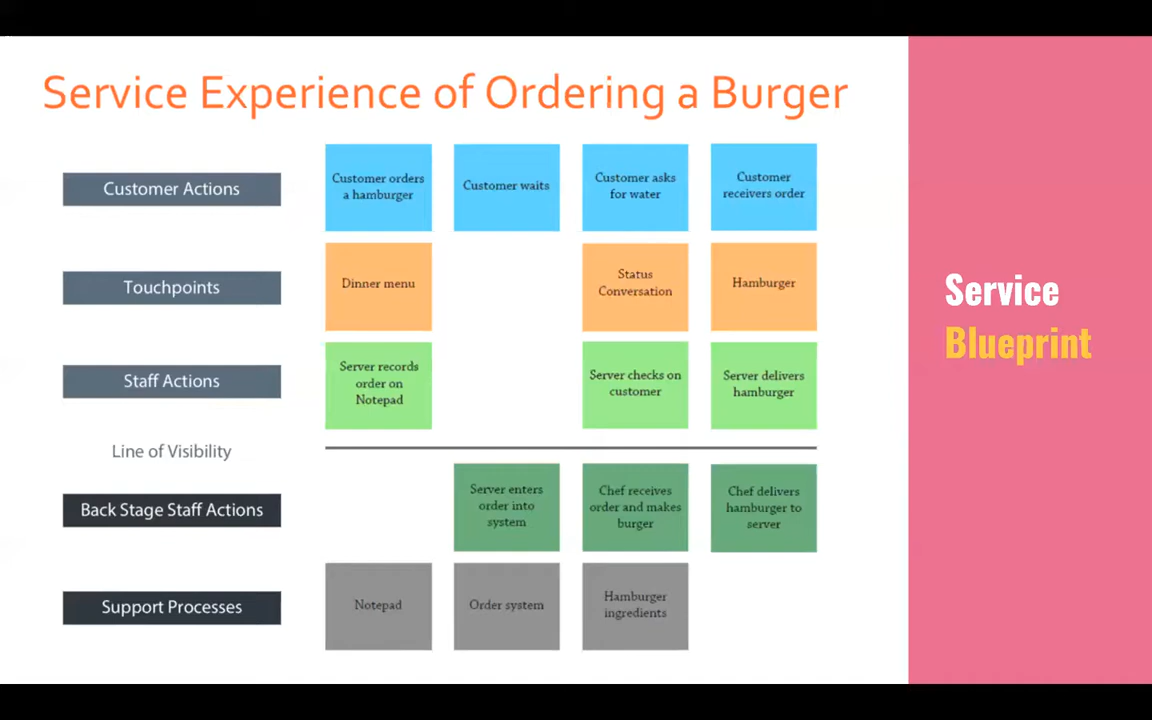 Service Experience of Ordering a Burger
Customer Actions
Customer orders
a hamburger
Customer waits
Customer asks
for water
Customer
receivers order
Touchpoints
Dinner menu
Status
Conversation
Hamburger
Staff Actions
Server records
order on
Notepad
Server checks on
customer
Server delivers
hamburger
Line of Visibility
Back Stage Staff Actions
Server enters
order into
system
Chef receives
order and makes
burger
Chef delivers
hamburger to
server
Support Processes
Notepad
Order system
Hamburger
ingredients
Service
Blueprint